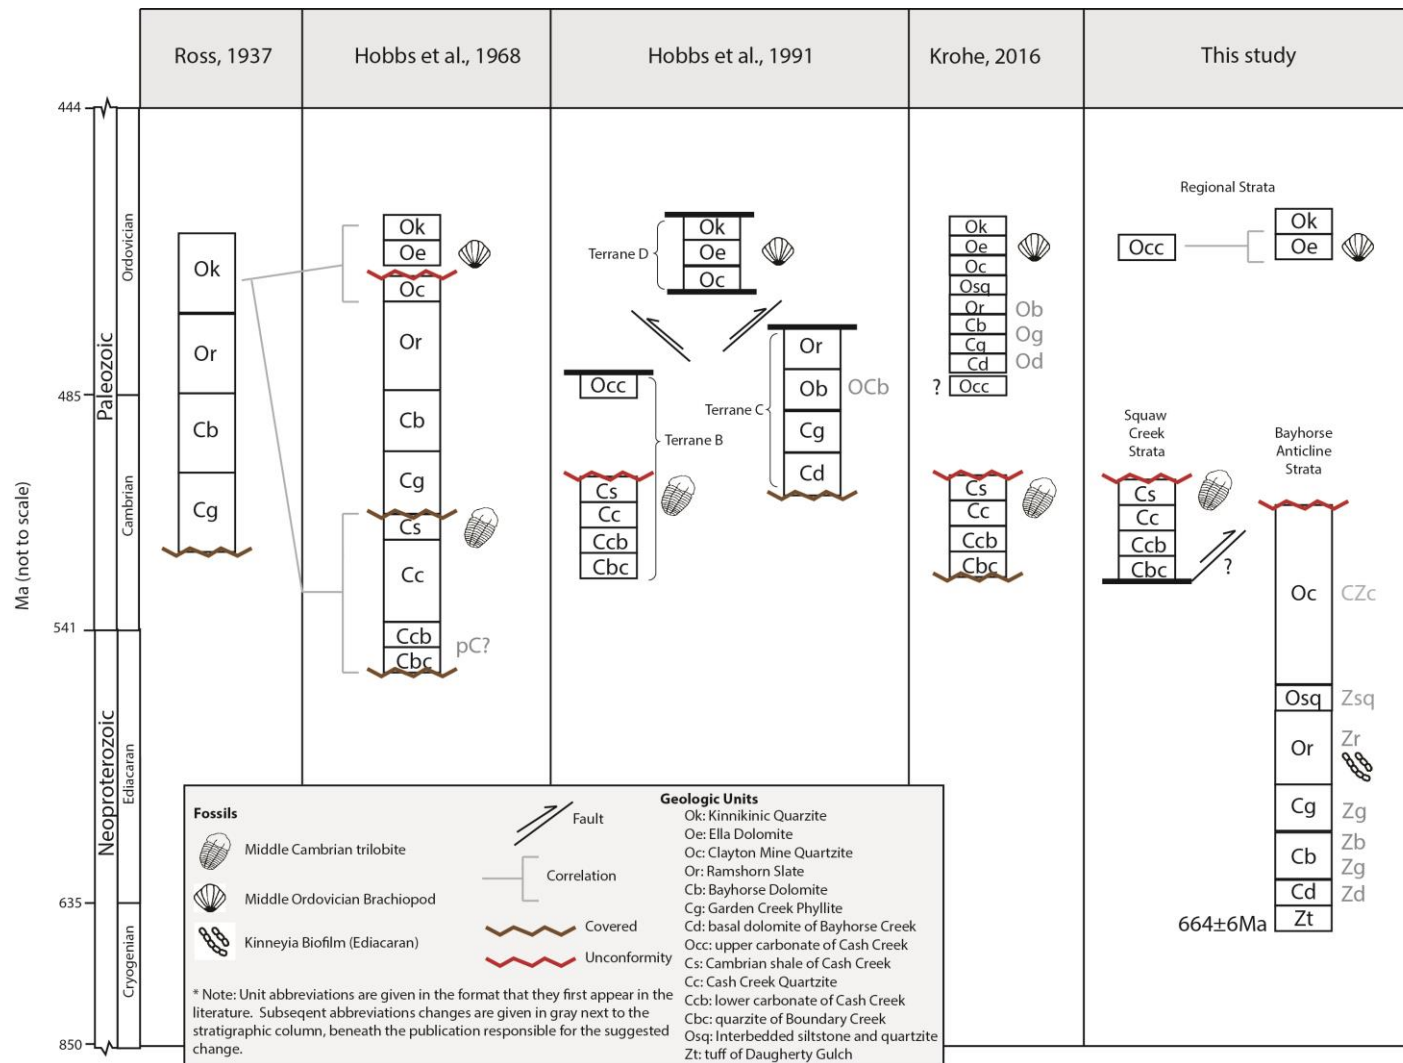 Ross, 1937
Hobbs et al., 1968
Hobbs et al., 1991
Krohe, 2016
This study
Ma (not to scale)
444
485
541
635
850
Paleozoic
Neoproterozoic
Ordovician
Cambrian
Ediacaran
Cryogenian
Ok
Or
Cb
Cg
Ok
Oe
Oc
Or
Cb
Cg
Cs
Cc
Ccb
Cbc
pC?
Terrane D
Ok
Oe
Oc
Occ
Terrane B
Cs
Cc
Ccb
Cbc
Terrane C
Or
Ob
OCb
Cg
Cd
Ok
Oe
Oc
Osq
Or
Ob
Cb
Og
Cg
Cd
Od
? Occ
Cs
Cc
Ccb
Cbc
Regional Strata
Occ
Ok
Oe
Squaw
Creek
Strata
Cs
Cc
Ccb
Cbc
?
Bayhorse
Anticline
Strata
Oc
CZc
Osq
Zsq
Or
Zr
Cg
Zg
Cb
Zb
Zg
Cd
Zd
664±6Ma
Zt
Fossils
Middle Cambrian trilobite
Middle Ordovician Brachiopod
Kinneyia Biofilm (Ediacaran)
Fault
Correlation
Covered
Unconformity
* Note: Unit abbreviations are given in the format that they first appear in the
literature. Subseqent abbreviations changes are given in gray next to the
stratigraphic column, beneath the publication responsible for the suggested
change.
Geologic Units
Ok: Kinnikinic Quarzite
Oe: Ella Dolomite
Oc: Clayton Mine Quartzite
Or: Ramshorn Slate
Cb: Bayhorse Dolomite
Cg: Garden Creek Phyllite
Cd: basal dolomite of Bayhorse Creek
Occ: upper carbonate of Cash Creek
Cs: Cambrian shale of Cash Creek
Cc: Cash Creek Quartzite
Ccb: lower carbonate of Cash Creek
Cbc: quarzite of Boundary Creek
Osq: Interbedded siltstone and quartzite
Zt: tuff of Daugherty Gulch